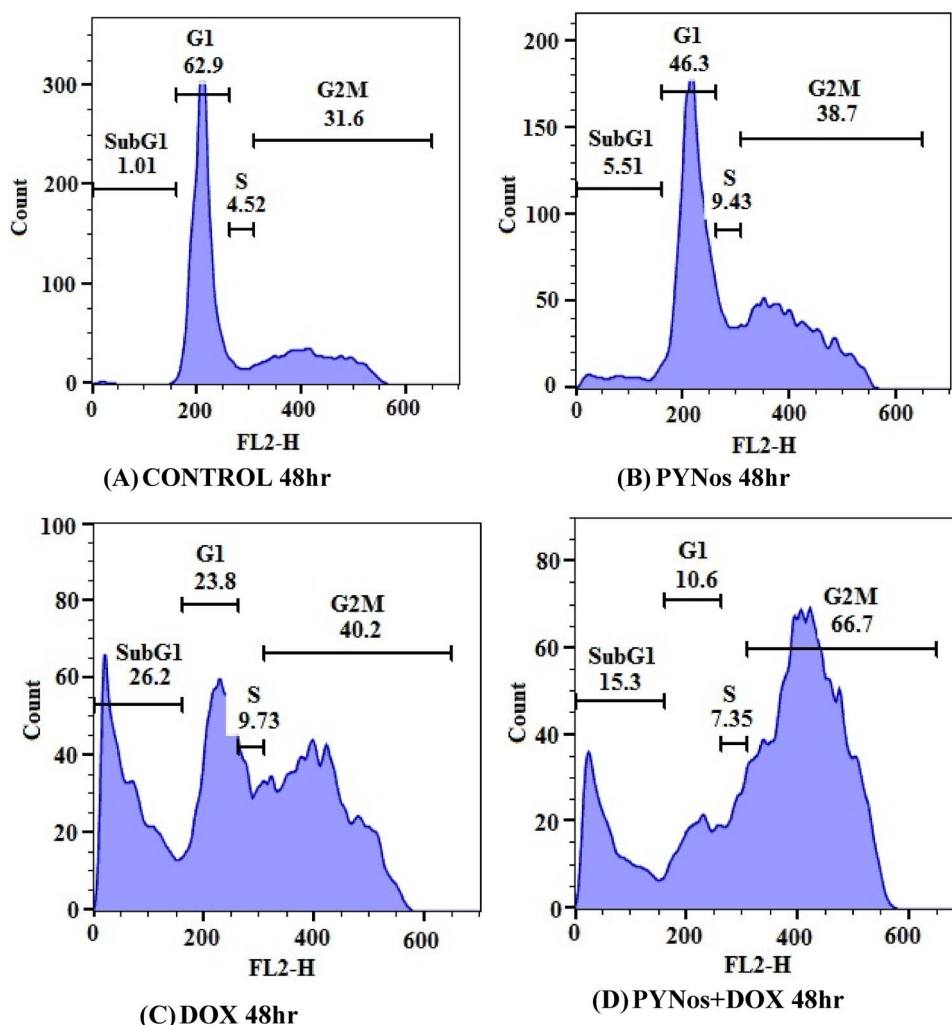 G1
62.9
G2M
31.6
SubG1
1.01
S
4.52
300
200
100
0
Count
0 200 400 600
FL2-H
(A) CONTROL 48hr
G1
46.3
G2M
38.7
SubG1
5.51
S
9.43
200
150
100
50
0
Count
0 200 400 600
FL2-H
(B) PYNos 48hr
G1
23.8
G2M
40.2
SubG1
26.2
S
9.73
100
80
60
40
20
0
Count
0 200 400 600
FL2-H
(C) DOX 48hr
G1
10.6
G2M
66.7
SubG1
15.3
S
7.35
80
60
40
20
0
Count
0 200 400 600
FL2-H
(D) PYNos+DOX 48hr